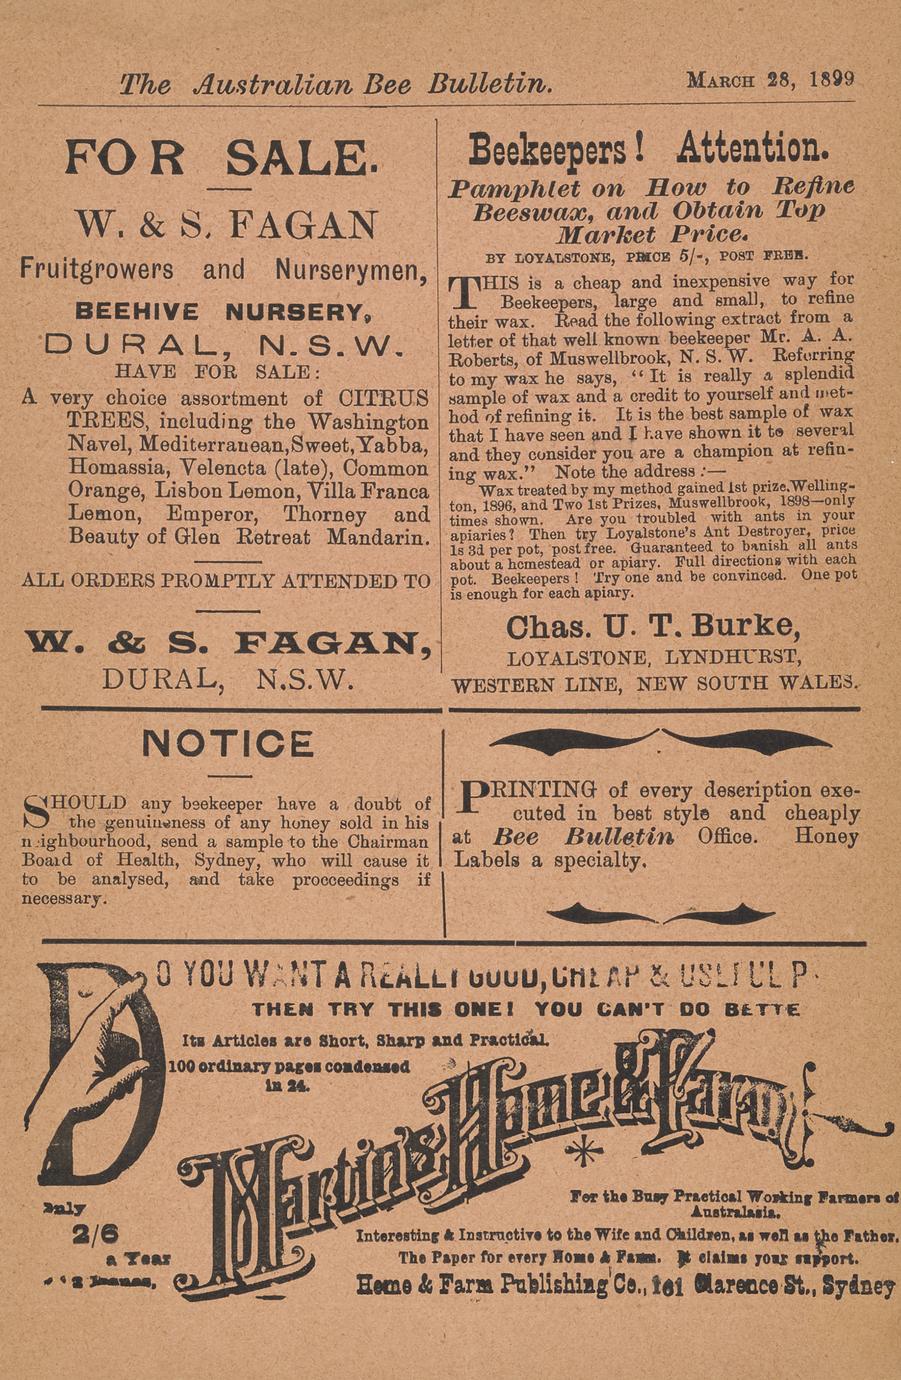 The Australian Bee Bulletin. MARCH 28, 1899
FOR SALE.
W. & S. FAGAN
Fruitgrowers and Nurserymen,
BEEHIVE NURSERY,
DURAL, N.S.W.
HAVE FOR SALE:
A very choice assortment of CITRUS
TREES, including the Washington
Navel, Mediterranean,Sweet,Yabba,
Homassia, Velencta (late), Common
Orange, Lisbon Lemon, Villa Franca
Lemon, Emperor, Thorney and
Beauty of Glen Retreat Mandarin.
ALL ORDERS PROMPTLY ATTENDED TO
W. & S. FAGAN,
DURAL, N.S.W.
Beekeepers! Attention.
Pamphlet on How to Refine
Beeswax, and Obtain Top
Market Price.
BY LOYALSTONE, PRICE 5/-, POST FREE.
THIS is a cheap and inexpensive way for
Beekeepers, large and small, to refine
their wax. Read the following extract from a
letter of that well known beekeeper Mr. A. A.
Roberts, of Muswellbrook, N. S. W. Referring
to my wax he says, “It is really a splendid
sample of wax and a credit to yourself and met-
hod of refining it. It is the best sample of wax
that I have seen and I have shown it to several
and they consider you are a champion at refin-
ing wax.” Note the address :—
Wax treated by my method gained 1st prize,Welling-
ton, 1896, and Two 1st Prizes, Muswellbrook, 1898—only
times shown. Are you troubled with ants in your
apiaries? Then try Loyalstone's Ant Destroyer, price
1s 3d per pot, post free. Guaranteed to banish all ants
about a homestead or apiary. Full directions with each
pot. Beekeepers! Try one and be convinced. One pot
is enough for each apiary.
Chas. U. T. Burke,
LOYALSTONE, LYNDHURST,
WESTERN LINE, NEW SOUTH WALES.
NOTICE
SHOULD any beekeeper have a doubt of
the genuineness of any honey sold in his
neighbourhood, send a sample to the Chairman
Board of Health, Sydney, who will cause it
to be analysed, and take procceedings if
necessary.
PRINTING of every description exe-
cuted in best style and cheaply
at Bee Bulletin Office. Honey
Labels a specialty.
DO YOU WANT A REALLY GOOD, CHEAP & USEFUL P
THEN TRY THIS ONE! YOU CAN'T DO BETTE
Its Articles are Short, Sharp and Practical.
100 ordinary pages condensed
in 24.
Martin's Home & Farm
For the Busy Practical Working Farmers of
Australasia.
Only
2/6
a Year
Interesting & Instructive to the Wife and Children, as well as the Father.
The Paper for every Home & Farm. It claims your support.
Home & Farm Publishing Co., 161 Clarence St., Sydney